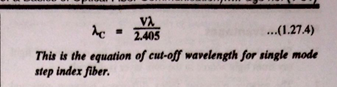 λC = Vλ / 2.405 ...(1.27.4)
This is the equation of cut-off wavelength for single mode
step index fiber.